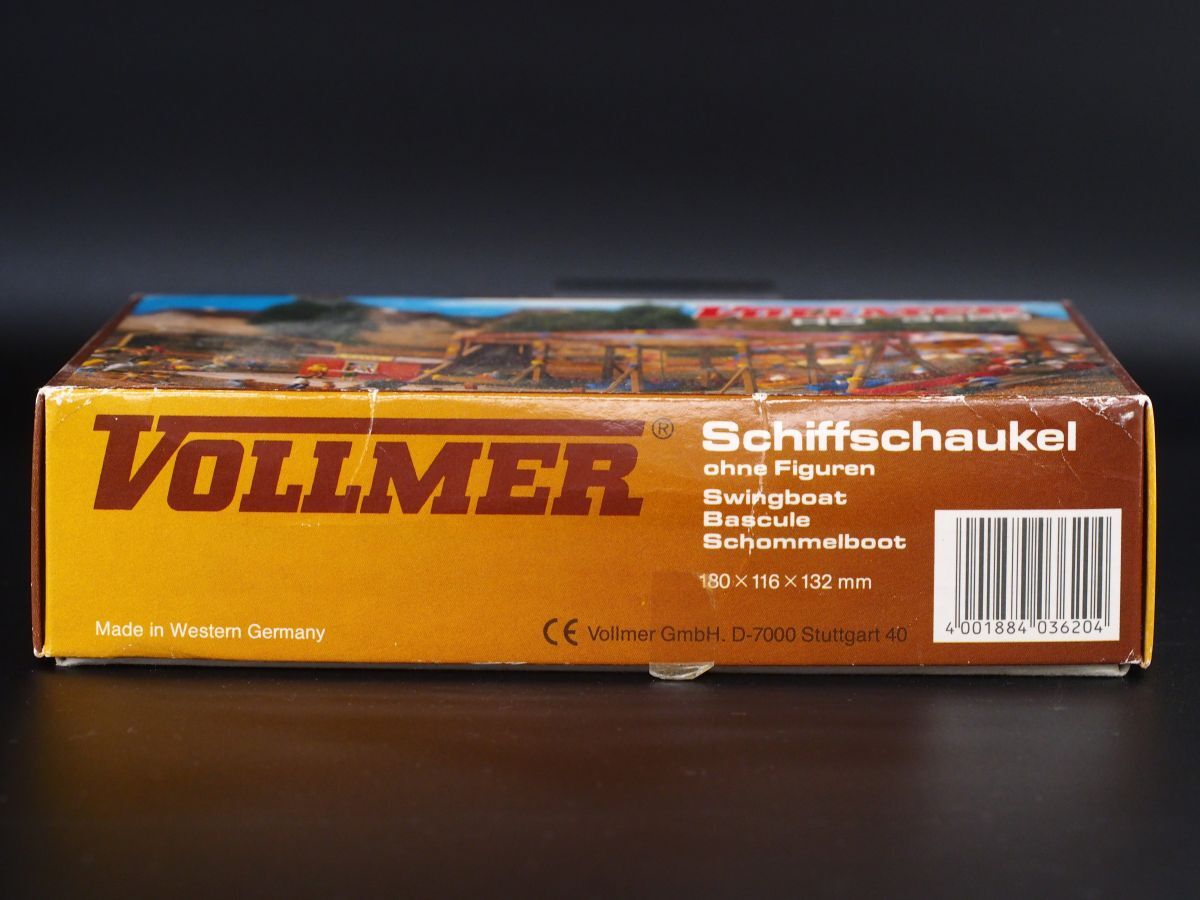 VOLLMER
VOLLMER®
Schiffschaukel
ohne Figuren
Swingboat
Bascule
Schommelboot
180 × 116 × 132 mm
Made in Western Germany
CE Vollmer GmbH. D-7000 Stuttgart 40
4 001884 036204